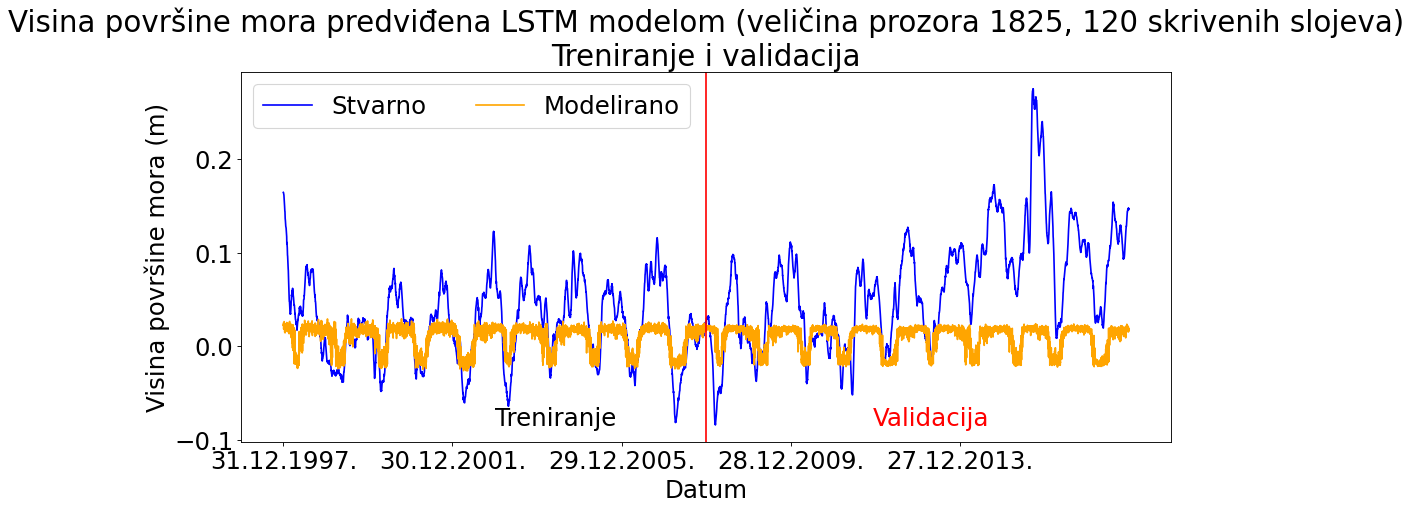 Visina površine mora predviđena LSTM modelom (veličina prozora 1825, 120 skrivenih slojeva)
Treniranje i validacija
Stvarno
Modelirano
Visina površine mora (m)
0.2
0.1
0.0
−0.1
Treniranje
Validacija
31.12.1997.
30.12.2001.
29.12.2005.
28.12.2009.
27.12.2013.
Datum